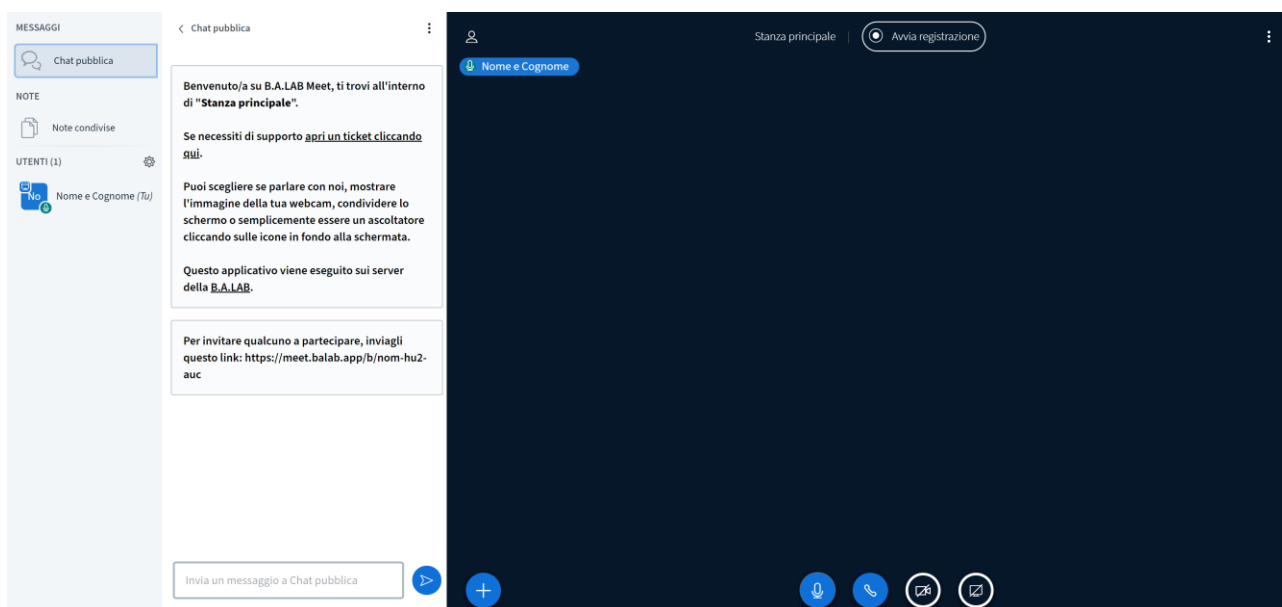 MESSAGGI
Chat pubblica
NOTE
Note condivise
UTENTI (1)
No
Nome e Cognome (Tu)
Chat pubblica
Benvenuto/a su B.A.LAB Meet, ti trovi all'interno
di "Stanza principale".
Se necessiti di supporto apri un ticket cliccando
qui.
Puoi scegliere se parlare con noi, mostrare
l'immagine della tua webcam, condividere lo
schermo o semplicemente essere un ascoltatore
cliccando sulle icone in fondo alla schermata.
Questo applicativo viene eseguito sui server
della B.A.LAB.
Per invitare qualcuno a partecipare, inviagli
questo link: https://meet.balab.app/b/nom-hu2-
auc
Invia un messaggio a Chat pubblica
Stanza principale
Avvia registrazione
Nome e Cognome